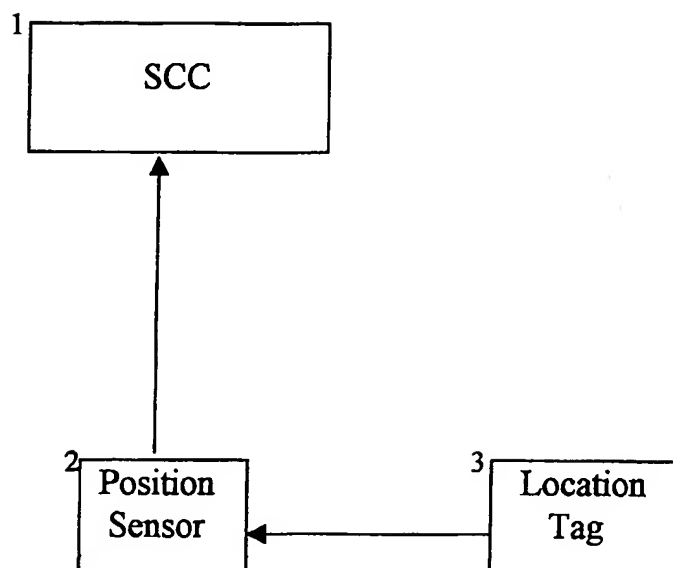 1
SCC
2
Position
Sensor
3
Location
Tag